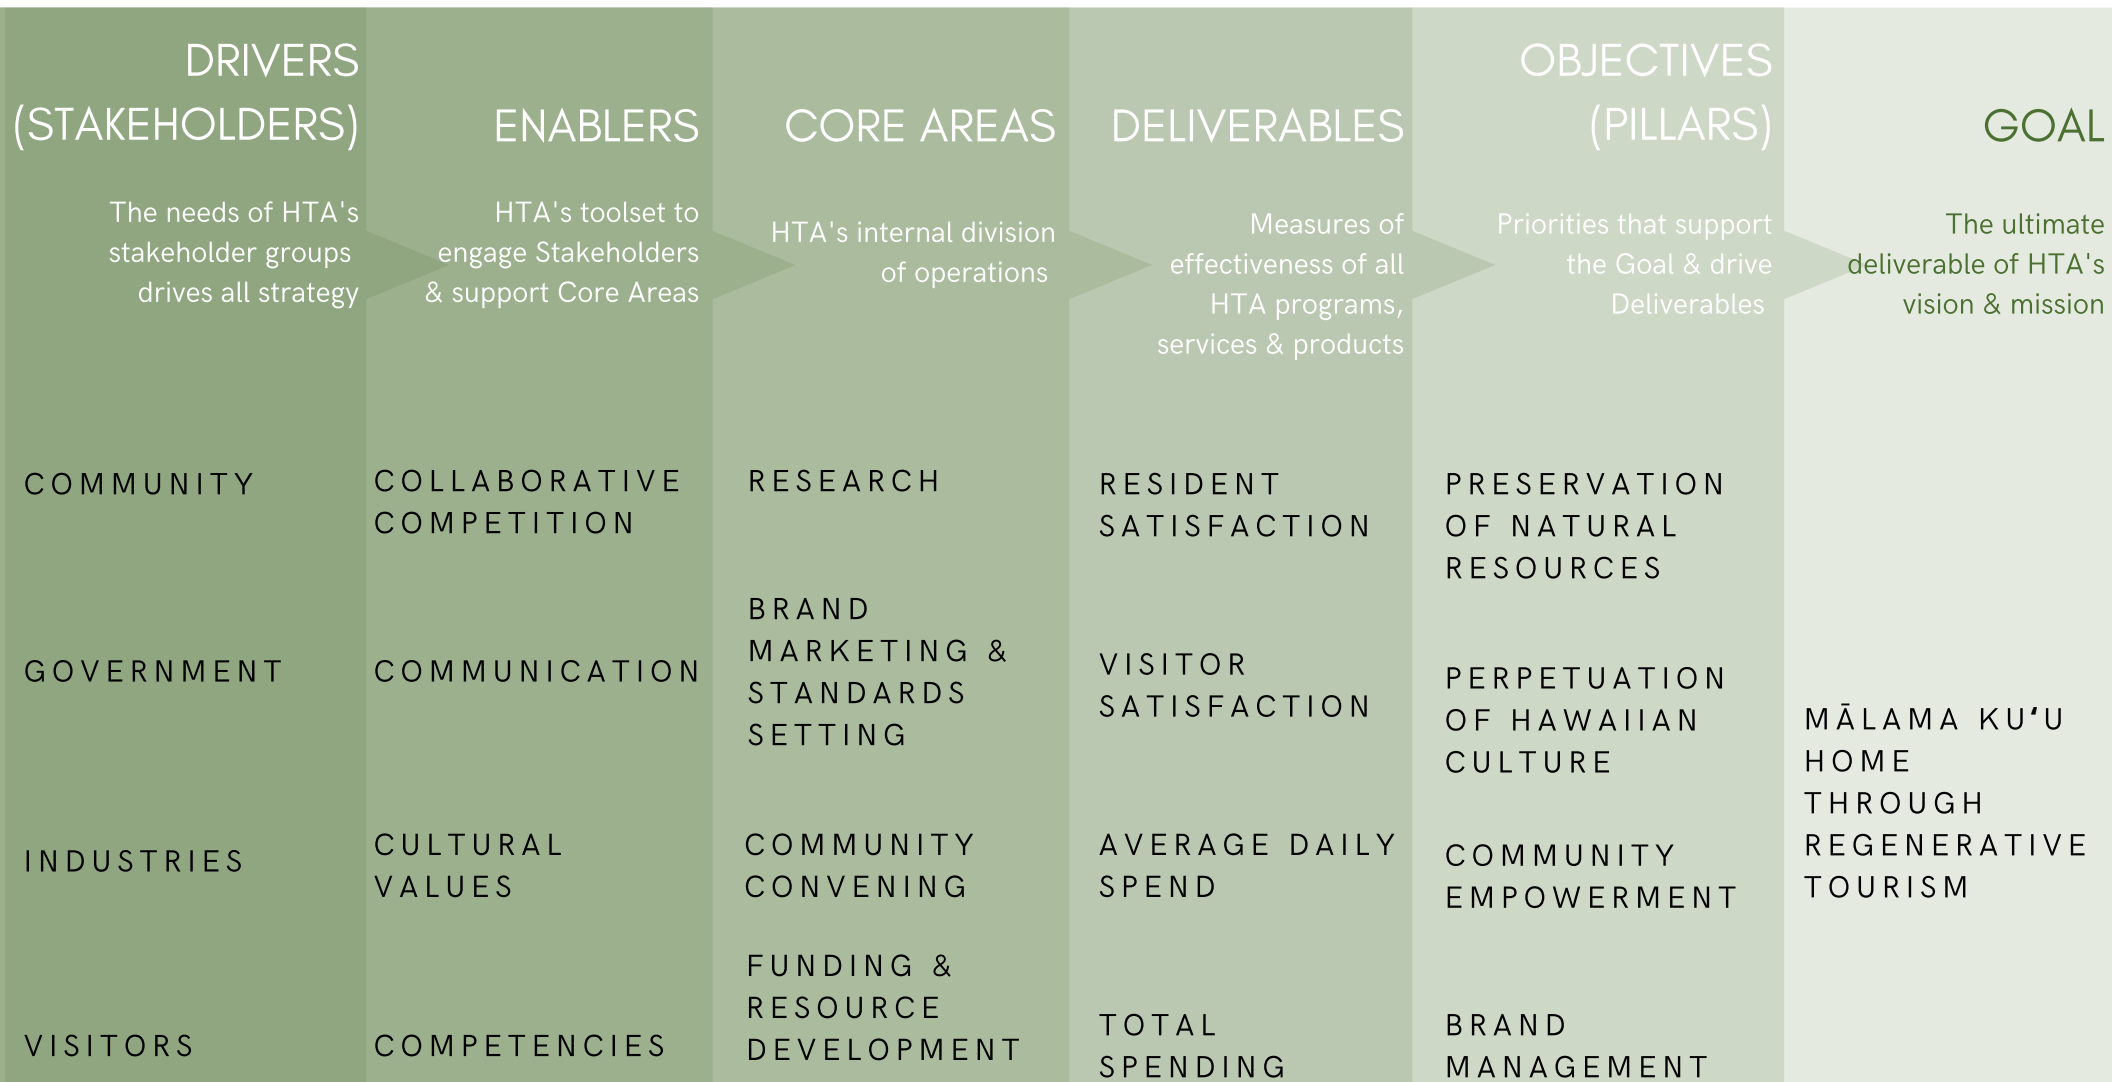 DRIVERS
(STAKEHOLDERS)
The needs of HTA's
stakeholder groups
drives all strategy
COMMUNITY
GOVERNMENT
INDUSTRIES
VISITORS
ENABLERS
HTA's toolset to
engage Stakeholders
& support Core Areas
COLLABORATIVE
COMPETITION
COMMUNICATION
CULTURAL
VALUES
COMPETENCIES
CORE AREAS
HTA's internal division
of operations
RESEARCH
BRAND
MARKETING &
STANDARDS
SETTING
COMMUNITY
CONVENING
FUNDING &
RESOURCE
DEVELOPMENT
DELIVERABLES
Measures of
effectiveness of all
HTA programs,
services & products
RESIDENT
SATISFACTION
VISITOR
SATISFACTION
AVERAGE DAILY
SPEND
TOTAL
SPENDING
OBJECTIVES
(PILLARS)
Priorities that support
the Goal & drive
Deliverables
PRESERVATION
OF NATURAL
RESOURCES
PERPETUATION
OF HAWAIIAN
CULTURE
COMMUNITY
EMPOWERMENT
BRAND
MANAGEMENT
GOAL
The ultimate
deliverable of HTA's
vision & mission
MĀLAMA KUʻU
HOME
THROUGH
REGENERATIVE
TOURISM